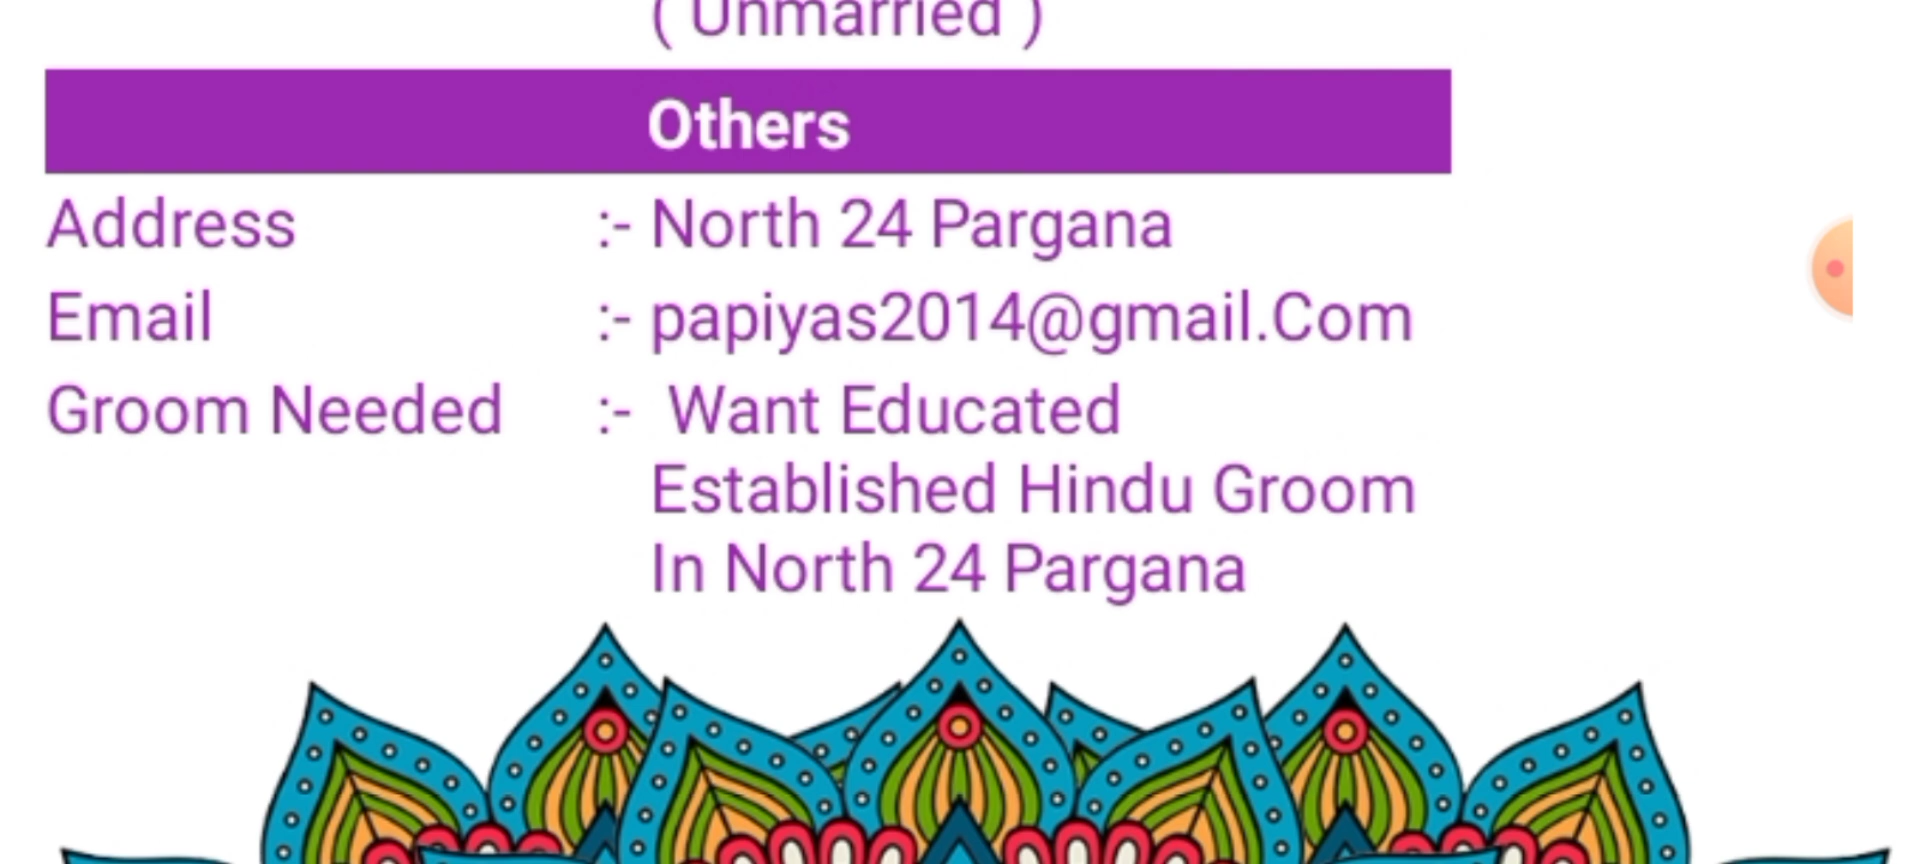 ( Unmarried )
Others
Address :- North 24 Pargana
Email :- papiyas2014@gmail.Com
Groom Needed :- Want Educated
Established Hindu Groom
In North 24 Pargana